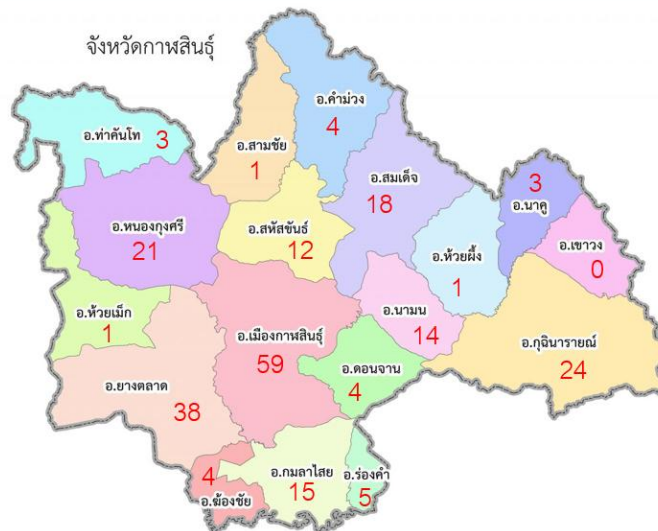 จังหวัดกาฬสินธุ์
อ.คำม่วง
4
อ.ท่าคันโท
3
อ.สามชัย
1
อ.สมเด็จ
18
3
อ.นาคู
อ.หนองกุงศรี
21
อ.สหัสขันธ์
12
อ.ห้วยผึ้ง
1
อ.เขาวง
0
อ.ห้วยเม็ก
1
อ.เมืองกาฬสินธุ์
59
อ.นามน
14
อ.กุฉินารายณ์
24
อ.ยางตลาด
38
อ.ดอนจาน
4
4
อ.ฆ้องชัย
อ.กมลาไสย
15
อ.ร่องคำ
5